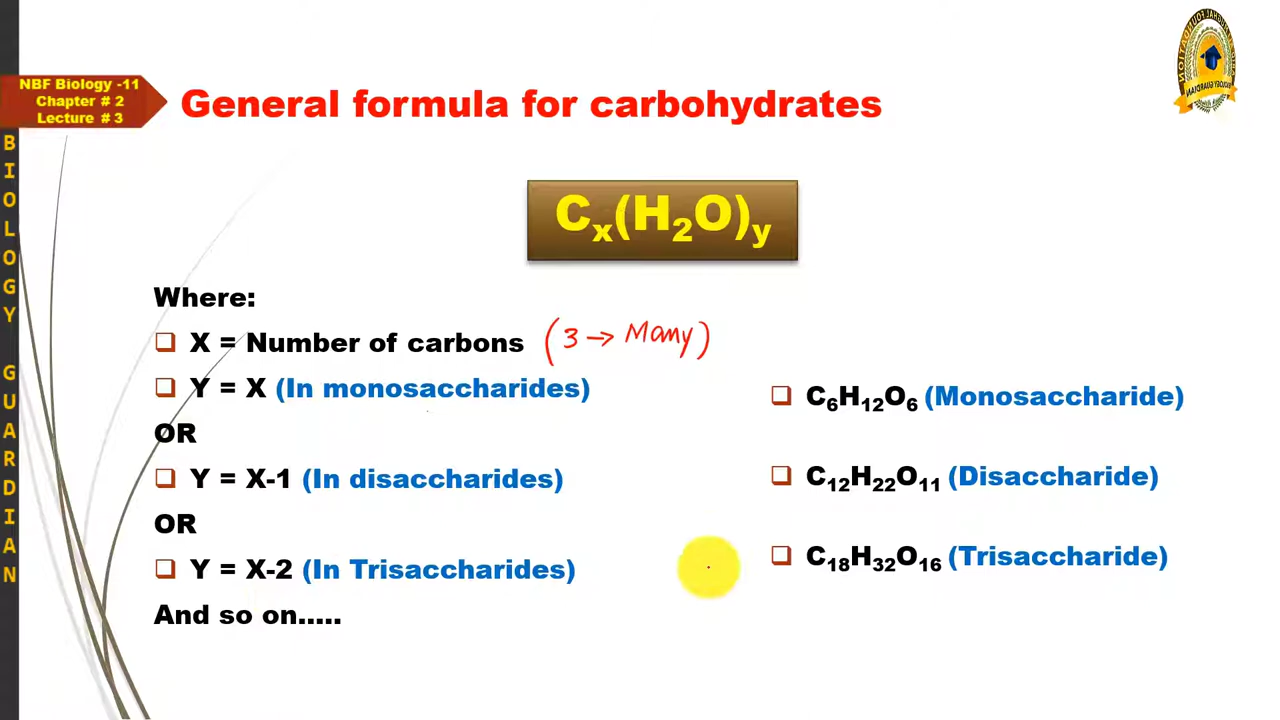 NBF Biology -11
Chapter # 2
Lecture # 3
General formula for carbohydrates
BIOLOGY GUARDIAN
Cₓ(H₂O)y
Where:
X = Number of carbons (3 → Many)
Y = X (In monosaccharides)
OR
Y = X-1 (In disaccharides)
OR
Y = X-2 (In Trisaccharides)
And so on.....
C₆H₁₂O₆ (Monosaccharide)
C₁₂H₂₂O₁₁ (Disaccharide)
C₁₈H₃₂O₁₆ (Trisaccharide)